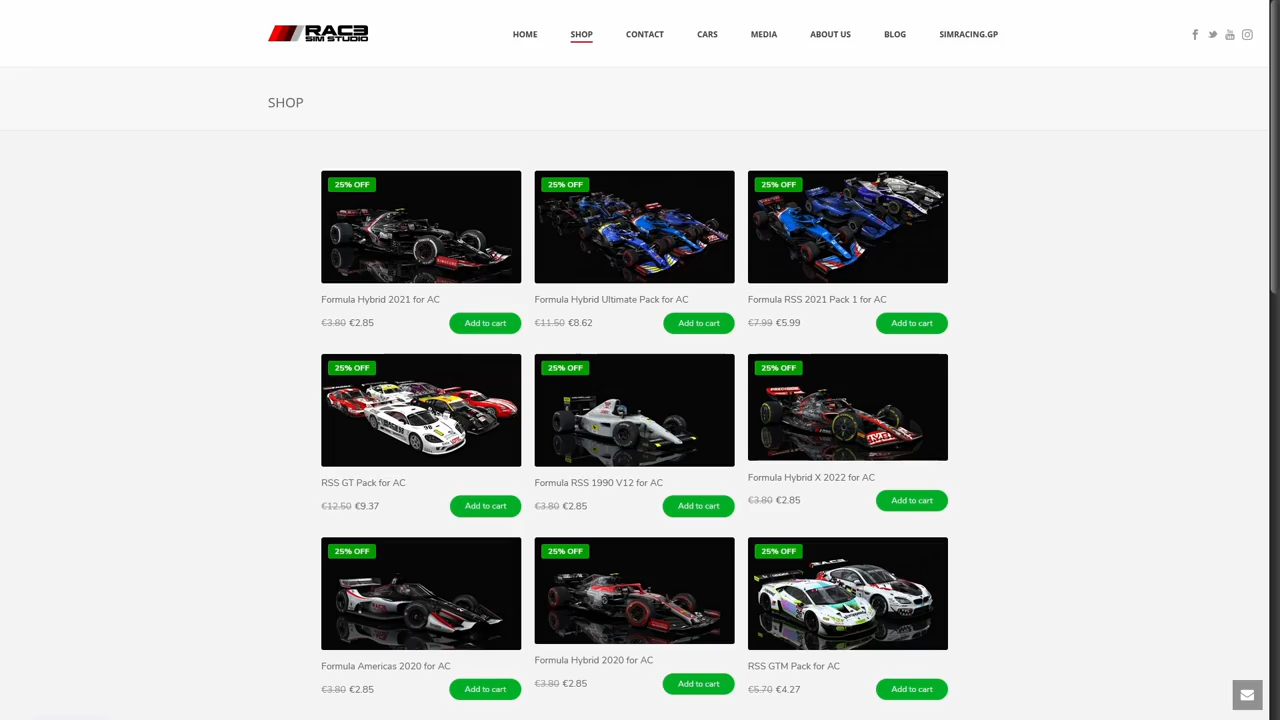 RAC3
SIM STUDIO
HOME
SHOP
CONTACT
CARS
MEDIA
ABOUT US
BLOG
SIMRACING.GP
SHOP
25% OFF
25% OFF
25% OFF
Formula Hybrid 2021 for AC
Formula Hybrid Ultimate Pack for AC
Formula RSS 2021 Pack 1 for AC
€3.80 €2.85
Add to cart
€11.50 €8.62
Add to cart
€7.99 €5.99
Add to cart
25% OFF
25% OFF
25% OFF
RSS GT Pack for AC
Formula RSS 1990 V12 for AC
Formula Hybrid X 2022 for AC
€12.50 €9.37
Add to cart
€3.80 €2.85
Add to cart
€3.80 €2.85
Add to cart
25% OFF
25% OFF
25% OFF
Formula Americas 2020 for AC
Formula Hybrid 2020 for AC
RSS GTM Pack for AC
€3.80 €2.85
Add to cart
€3.80 €2.85
Add to cart
€5.70 €4.27
Add to cart